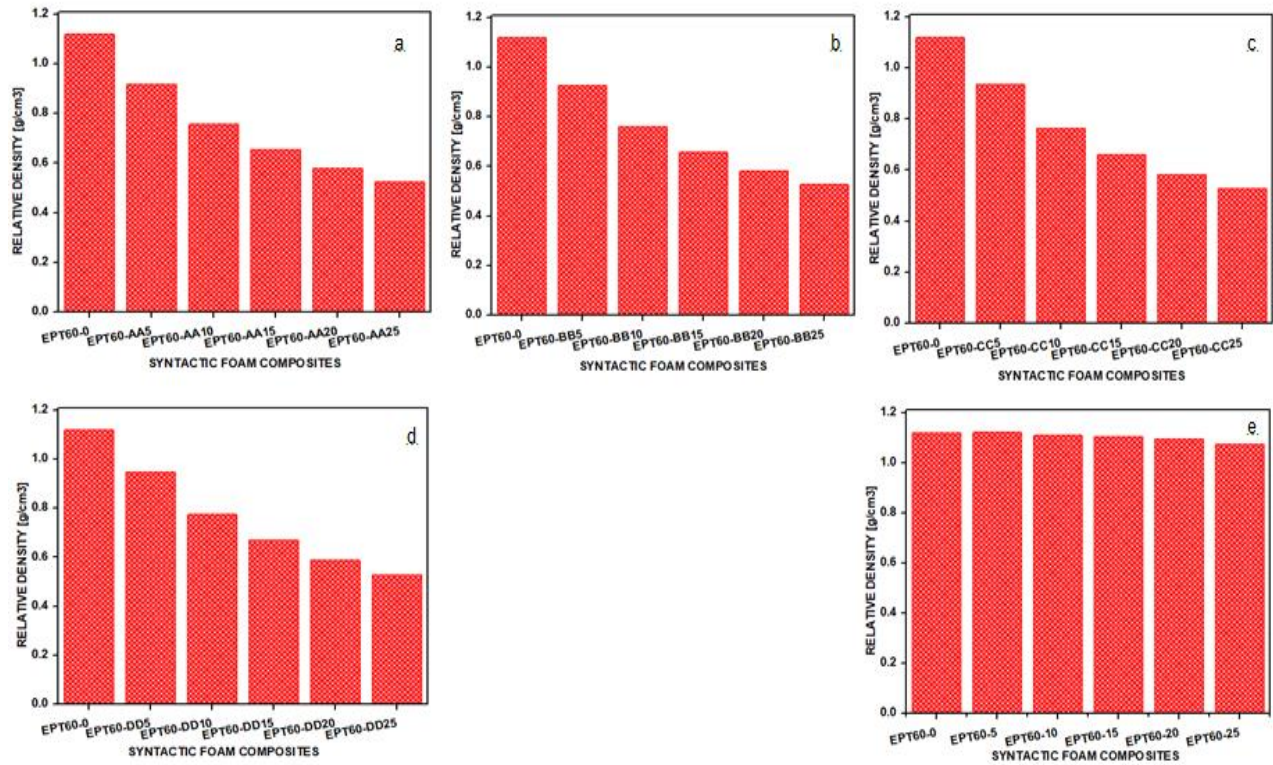 a
RELATIVE DENSITY [g/cm3]
1.2
1.0
0.8
0.6
0.4
0.2
0.0
EPT60-0 EPT60-AA5 EPT60-AA10 EPT60-AA15 EPT60-AA20 EPT60-AA25
SYNTACTIC FOAM COMPOSITES
b
RELATIVE DENSITY [g/cm3]
1.2
1.0
0.8
0.6
0.4
0.2
0.0
EPT60-0 EPT60-BB5 EPT60-BB10 EPT60-BB15 EPT60-BB20 EPT60-BB25
SYNTACTIC FOAM COMPOSITES
c
RELATIVE DENSITY [g/cm3]
1.2
1.0
0.8
0.6
0.4
0.2
0.0
EPT60-0 EPT60-CC5 EPT60-CC10 EPT60-CC15 EPT60-CC20 EPT60-CC25
SYNTACTIC FOAM COMPOSITES
d
RELATIVE DENSITY [g/cm3]
1.2
1.0
0.8
0.6
0.4
0.2
0.0
EPT60-0 EPT60-DD5 EPT60-DD10 EPT60-DD15 EPT60-DD20 EPT60-DD25
SYNTACTIC FOAM COMPOSITES
e
RELATIVE DENSITY [g/cm3]
1.2
1.0
0.8
0.6
0.4
0.2
0.0
EPT60-0 EPT60-5 EPT60-10 EPT60-15 EPT60-20 EPT60-25
SYNTACTIC FOAM COMPOSITES